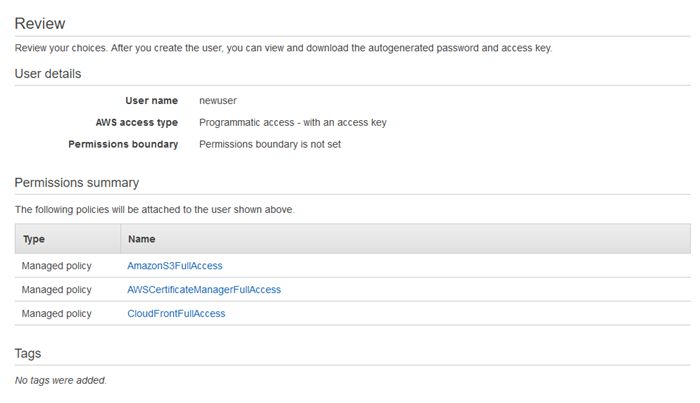 Review
Review your choices. After you create the user, you can view and download the autogenerated password and access key.
User details
User name newuser
AWS access type Programmatic access - with an access key
Permissions boundary Permissions boundary is not set
Permissions summary
The following policies will be attached to the user shown above.
Type Name
Managed policy AmazonS3FullAccess
Managed policy AWSCertificateManagerFullAccess
Managed policy CloudFrontFullAccess
Tags
No tags were added.